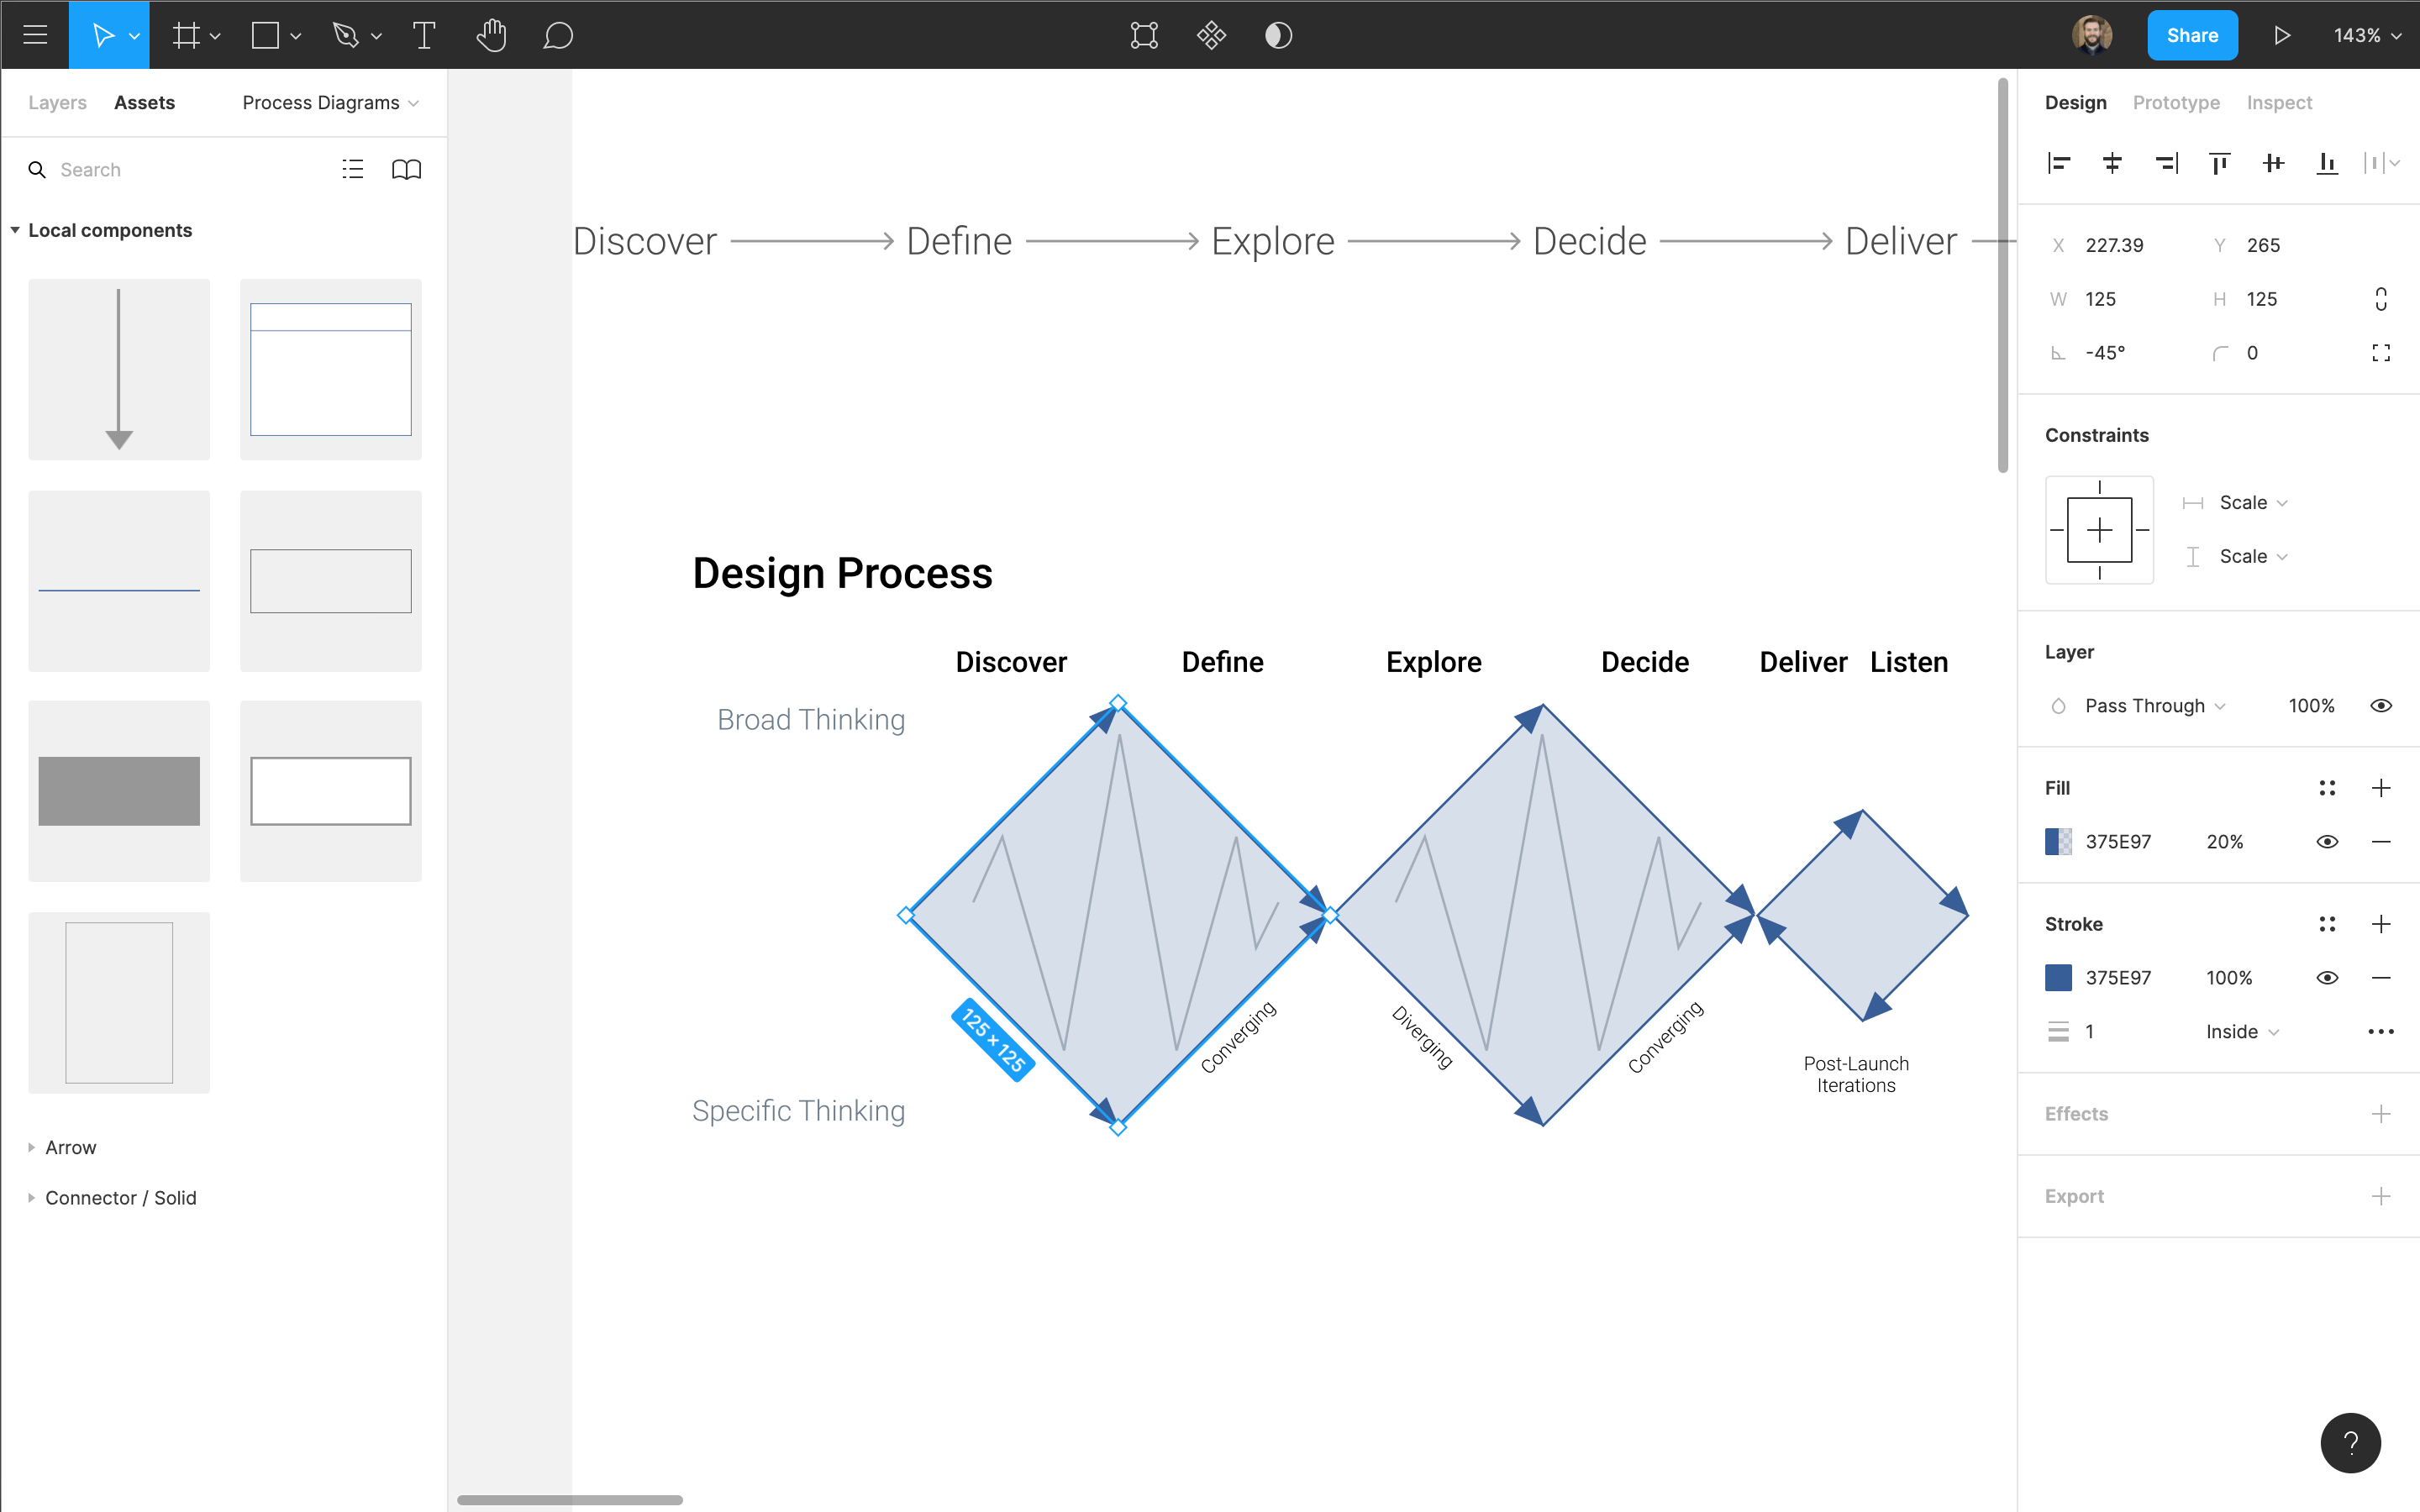 Share
143%
Layers
Assets
Process Diagrams
Search
Local components
Arrow
Connector / Solid
Discover
Define
Explore
Decide
Deliver
Design Process
Discover
Define
Explore
Decide
Deliver
Listen
Broad Thinking
Specific Thinking
125 × 125
Converging
Diverging
Converging
Post-Launch
Iterations
Design
Prototype
Inspect
X 227.39 Y 265
W 125 H 125
-45° 0
Constraints
Scale
Scale
Layer
Pass Through 100%
Fill
375E97 20%
Stroke
375E97 100%
1 Inside
Effects
Export
?